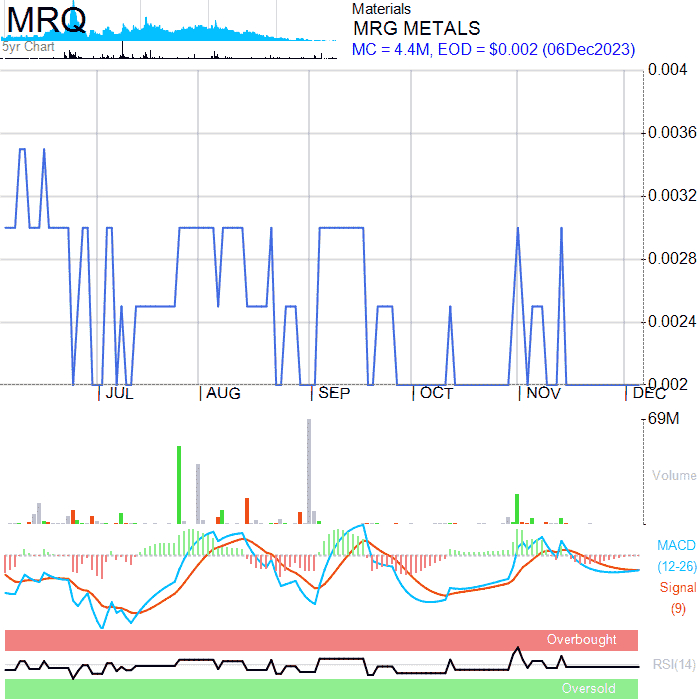 MRQ
5yr Chart
Materials
MRG METALS
MC = 4.4M, EOD = $0.002 (06Dec2023)
0.004
0.0036
0.0032
0.0028
0.0024
0.002
JUL AUG SEP OCT NOV DEC
69M
Volume
MACD
(12-26)
Signal
(9)
Overbought
RSI(14)
Oversold